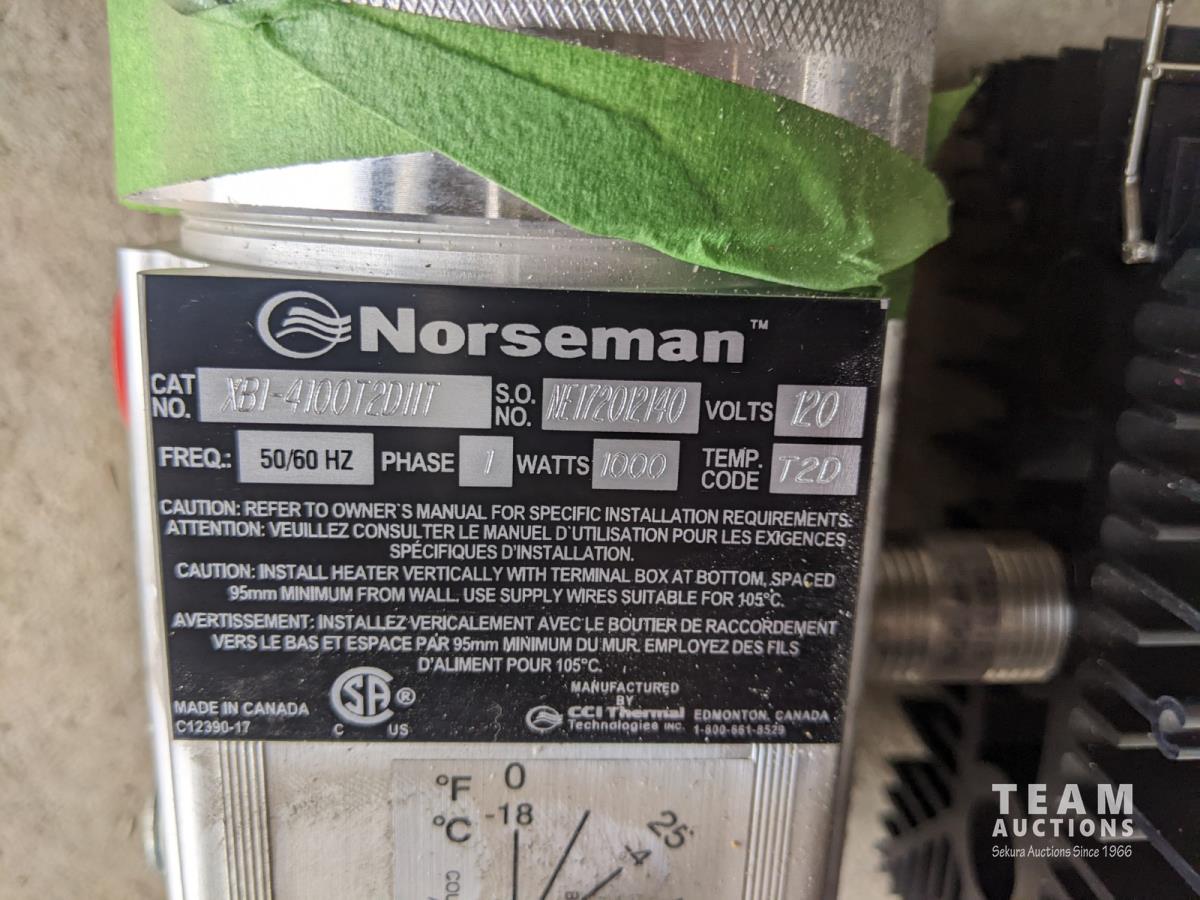 Norseman™
CAT NO. XB1-4100T2D11T S.O. NO. NE172012140 VOLTS 120
FREQ.: 50/60 HZ PHASE 1 WATTS 1000 TEMP. CODE T2D
CAUTION: REFER TO OWNER'S MANUAL FOR SPECIFIC INSTALLATION REQUIREMENTS.
ATTENTION: VEUILLEZ CONSULTER LE MANUEL D'UTILISATION POUR LES EXIGENCES
SPÉCIFIQUES D'INSTALLATION.
CAUTION: INSTALL HEATER VERTICALLY WITH TERMINAL BOX AT BOTTOM, SPACED
95mm MINIMUM FROM WALL. USE SUPPLY WIRES SUITABLE FOR 105°C.
AVERTISSEMENT: INSTALLEZ VERICALEMENT AVEC LE BOUTIER DE RACCORDEMENT
VERS LE BAS ET ESPACE PAR 95mm MINIMUM DU MUR. EMPLOYEZ DES FILS
D'ALIMENT POUR 105°C.
MADE IN CANADA
C12390-17
SA®
C US
MANUFACTURED
BY
CCI Thermal
Technologies INC.
EDMONTON, CANADA
1-800-661-8529
°F 0 25
°C -18 -4
TEAM
AUCTIONS
Sekura Auctions Since 1966